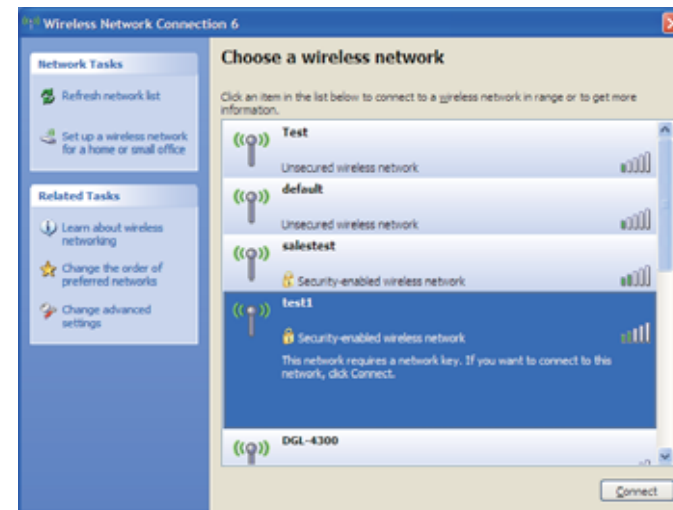 Wireless Network Connection 6
Network Tasks
Refresh network list
Set up a wireless network
for a home or small office
Related Tasks
Learn about wireless
networking
Change the order of
preferred networks
Change advanced
settings
Choose a wireless network
Click an item in the list below to connect to a wireless network in range or to get more
information.
Test
Unsecured wireless network
default
Unsecured wireless network
salestest
Security-enabled wireless network
test1
Security-enabled wireless network
This network requires a network key. If you want to connect to this
network, click Connect.
DGL-4300
Connect